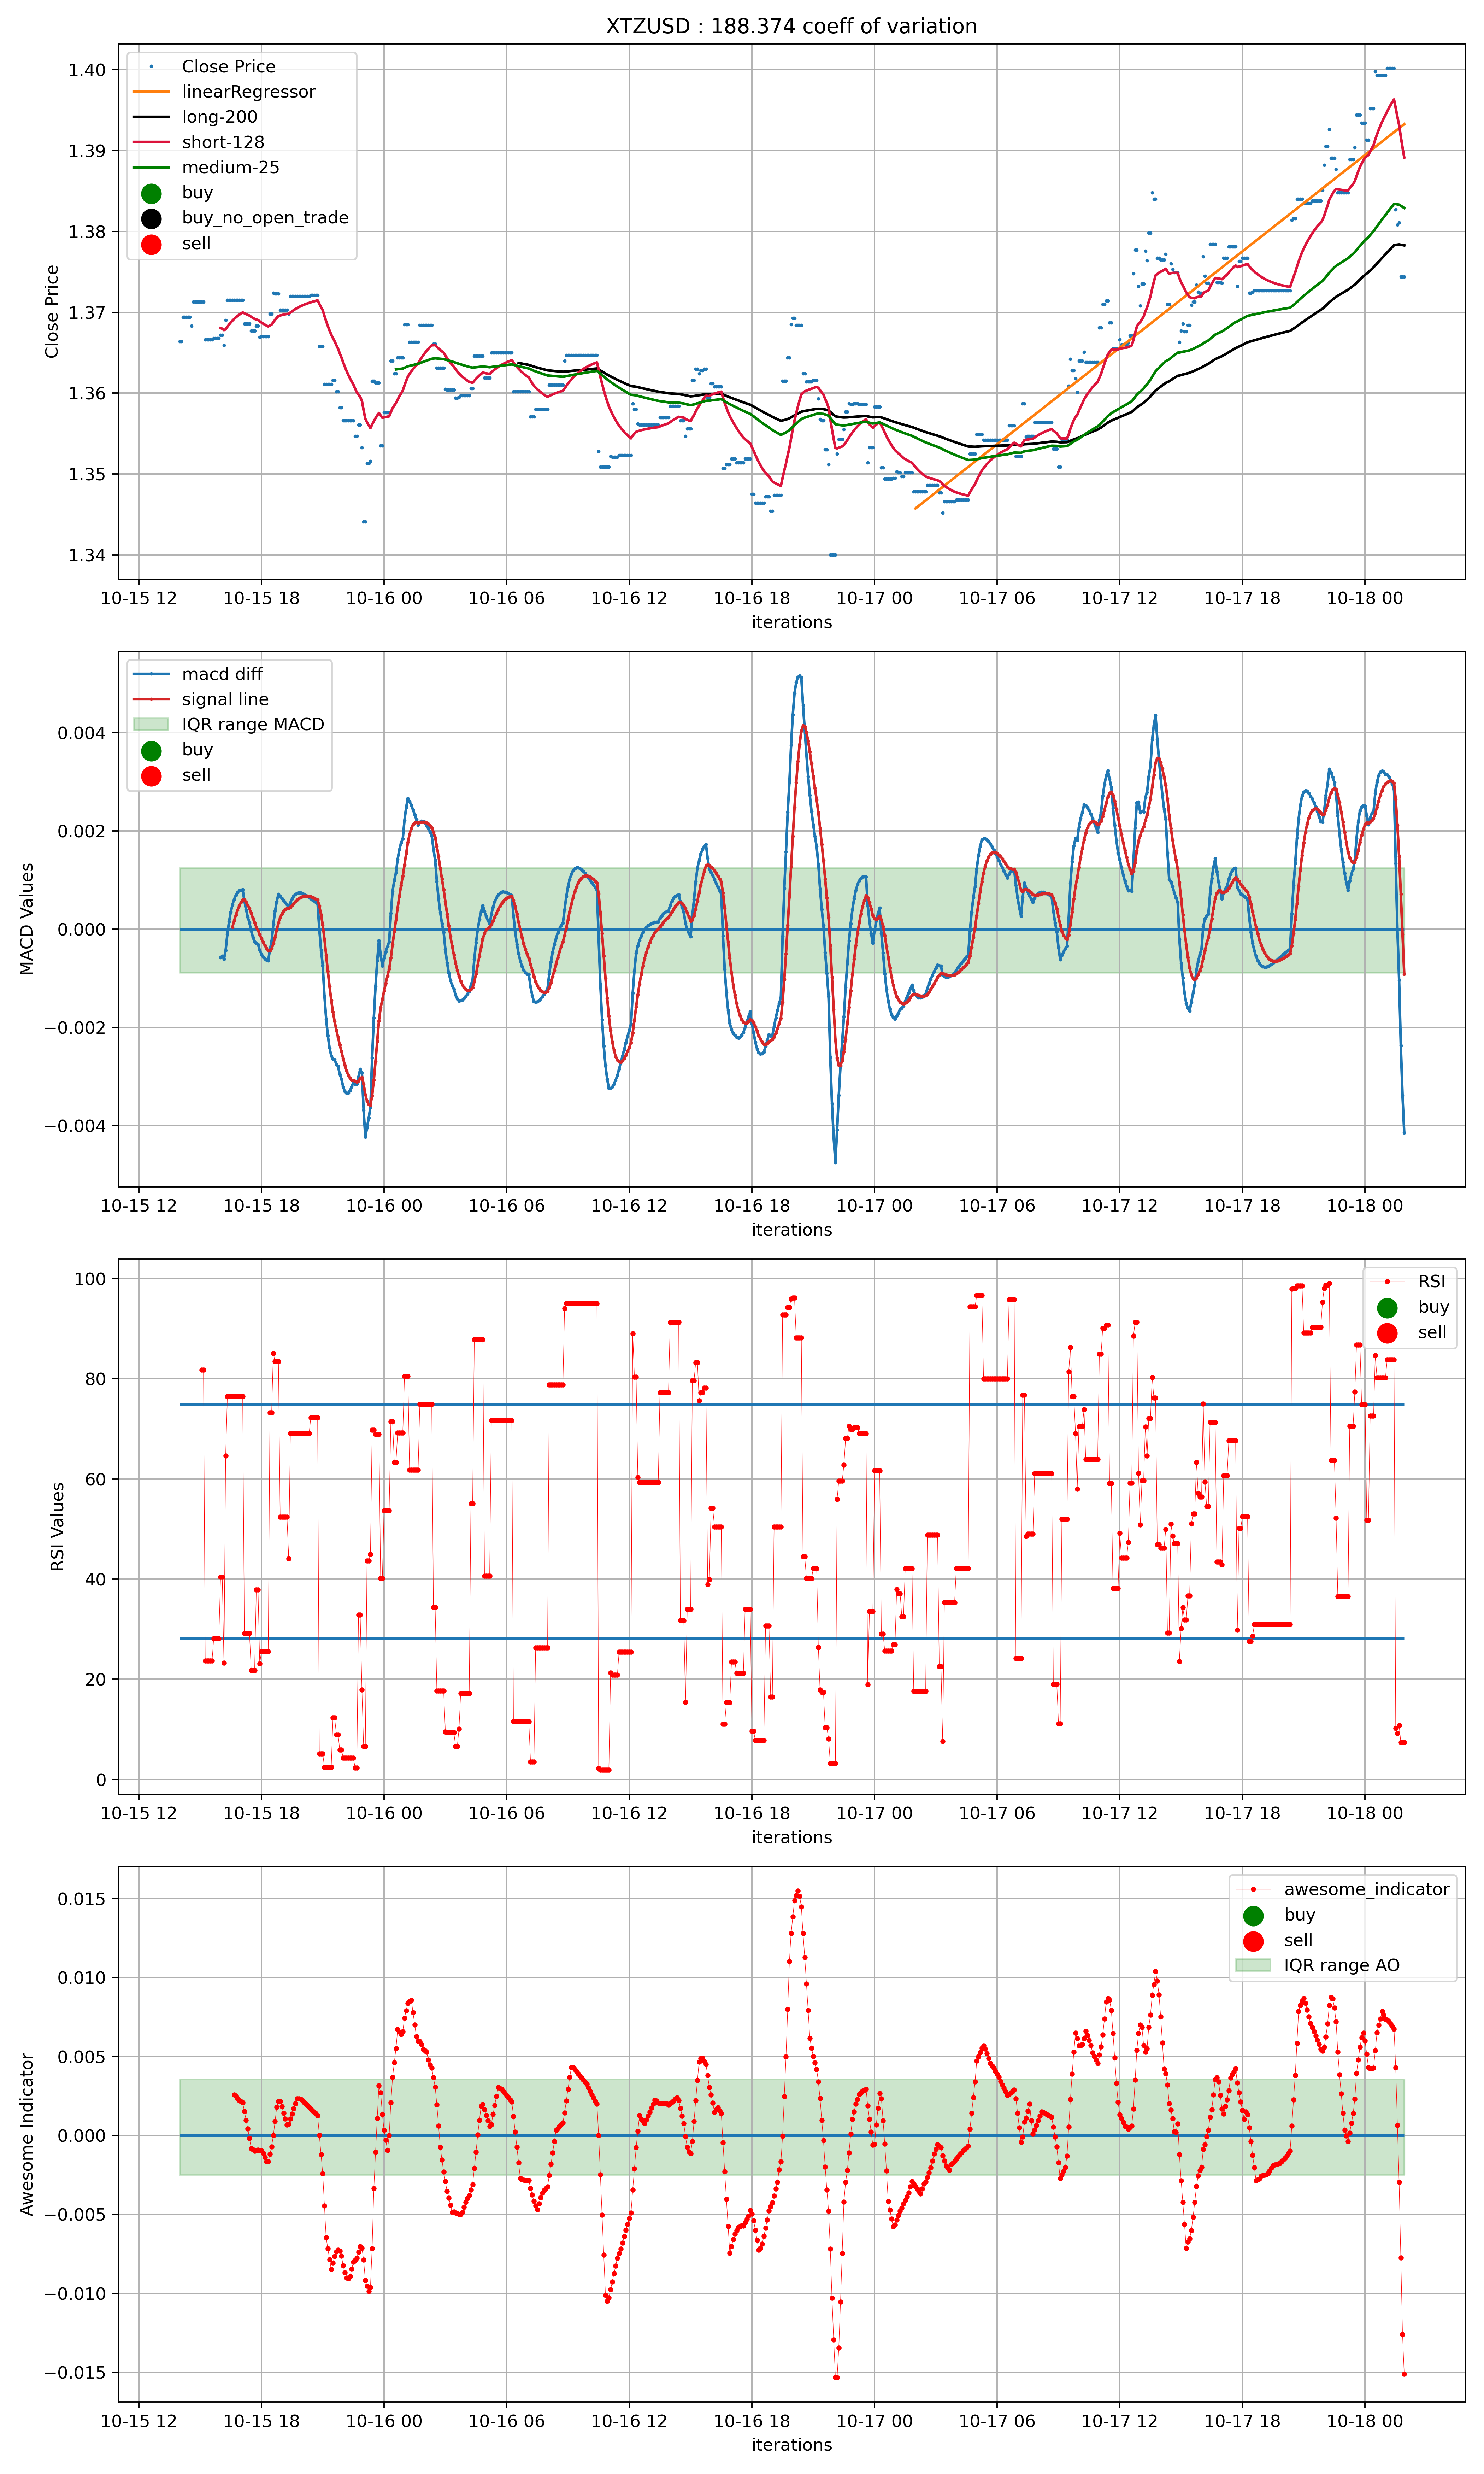 XTZUSD : 188.374 coeff of variation
Close Price
linearRegressor
long-200
short-128
medium-25
buy
buy_no_open_trade
sell
Close Price
1.40
1.39
1.38
1.37
1.36
1.35
1.34
10-15 12 10-15 18 10-16 00 10-16 06 10-16 12 10-16 18 10-17 00 10-17 06 10-17 12 10-17 18 10-18 00
iterations
macd diff
signal line
IQR range MACD
buy
sell
MACD Values
0.004
0.002
0.000
−0.002
−0.004
10-15 12 10-15 18 10-16 00 10-16 06 10-16 12 10-16 18 10-17 00 10-17 06 10-17 12 10-17 18 10-18 00
iterations
RSI
buy
sell
RSI Values
100
80
60
40
20
0
10-15 12 10-15 18 10-16 00 10-16 06 10-16 12 10-16 18 10-17 00 10-17 06 10-17 12 10-17 18 10-18 00
iterations
awesome_indicator
buy
sell
IQR range AO
Awesome Indicator
0.015
0.010
0.005
0.000
−0.005
−0.010
−0.015
10-15 12 10-15 18 10-16 00 10-16 06 10-16 12 10-16 18 10-17 00 10-17 06 10-17 12 10-17 18 10-18 00
iterations